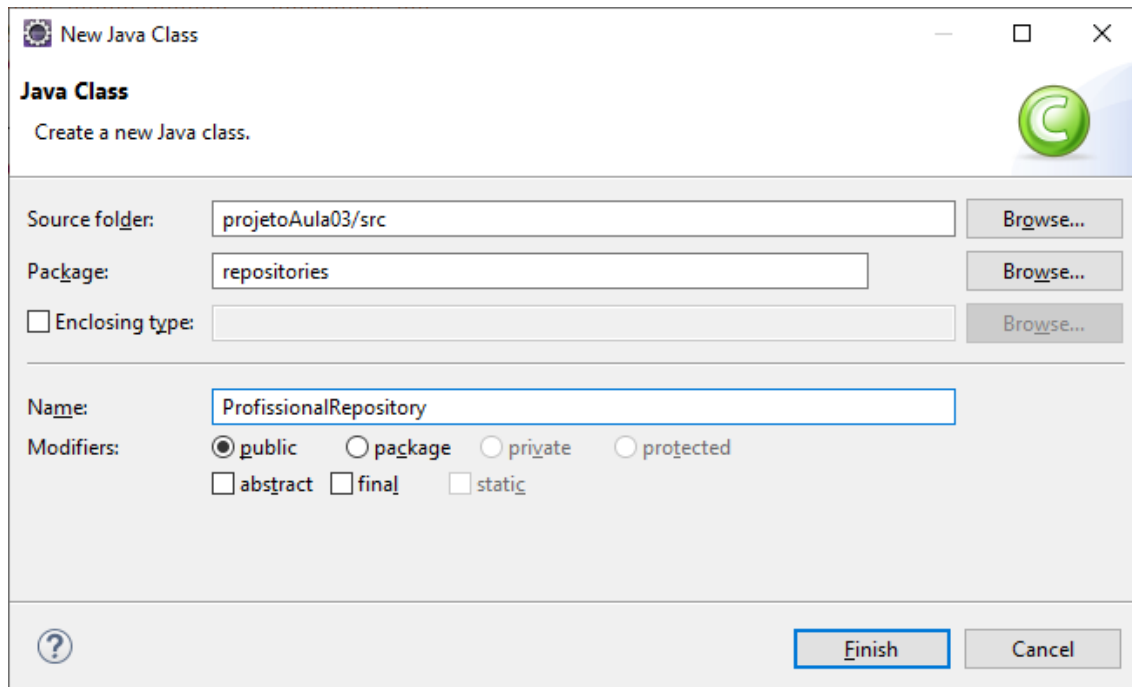 New Java Class
Java Class
Create a new Java class.
Source folder: projetoAula03/src Browse...
Package: repositories Browse...
Enclosing type: Browse...
Name: ProfissionalRepository
Modifiers: public package private protected
abstract final static
? Finish Cancel